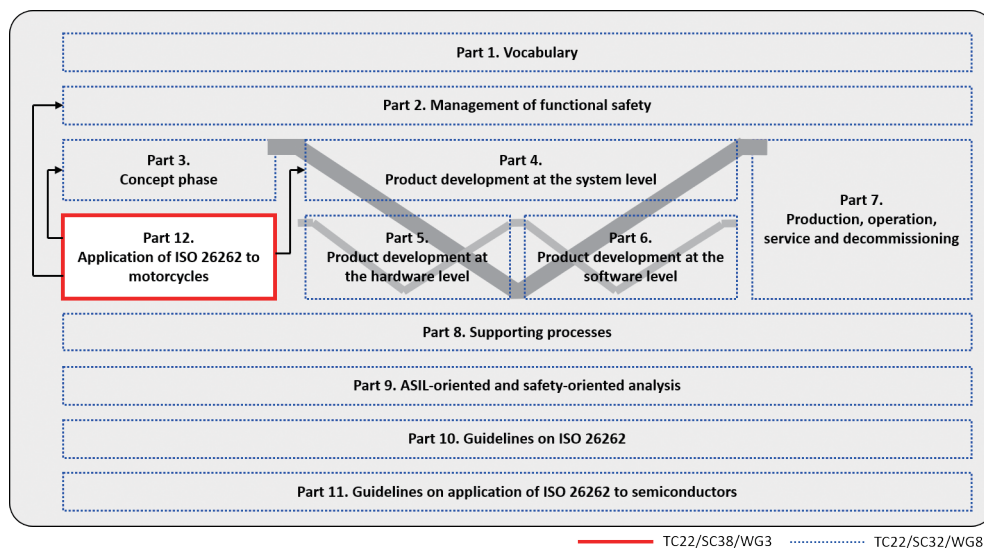 Part 1. Vocabulary
Part 2. Management of functional safety
Part 3.
Concept phase
Part 4.
Product development at the system level
Part 7.
Production, operation,
service and decommissioning
Part 12.
Application of ISO 26262 to
motorcycles
Part 5.
Product development at
the hardware level
Part 6.
Product development at the
software level
Part 8. Supporting processes
Part 9. ASIL-oriented and safety-oriented analysis
Part 10. Guidelines on ISO 26262
Part 11. Guidelines on application of ISO 26262 to semiconductors
TC22/SC38/WG3
TC22/SC32/WG8